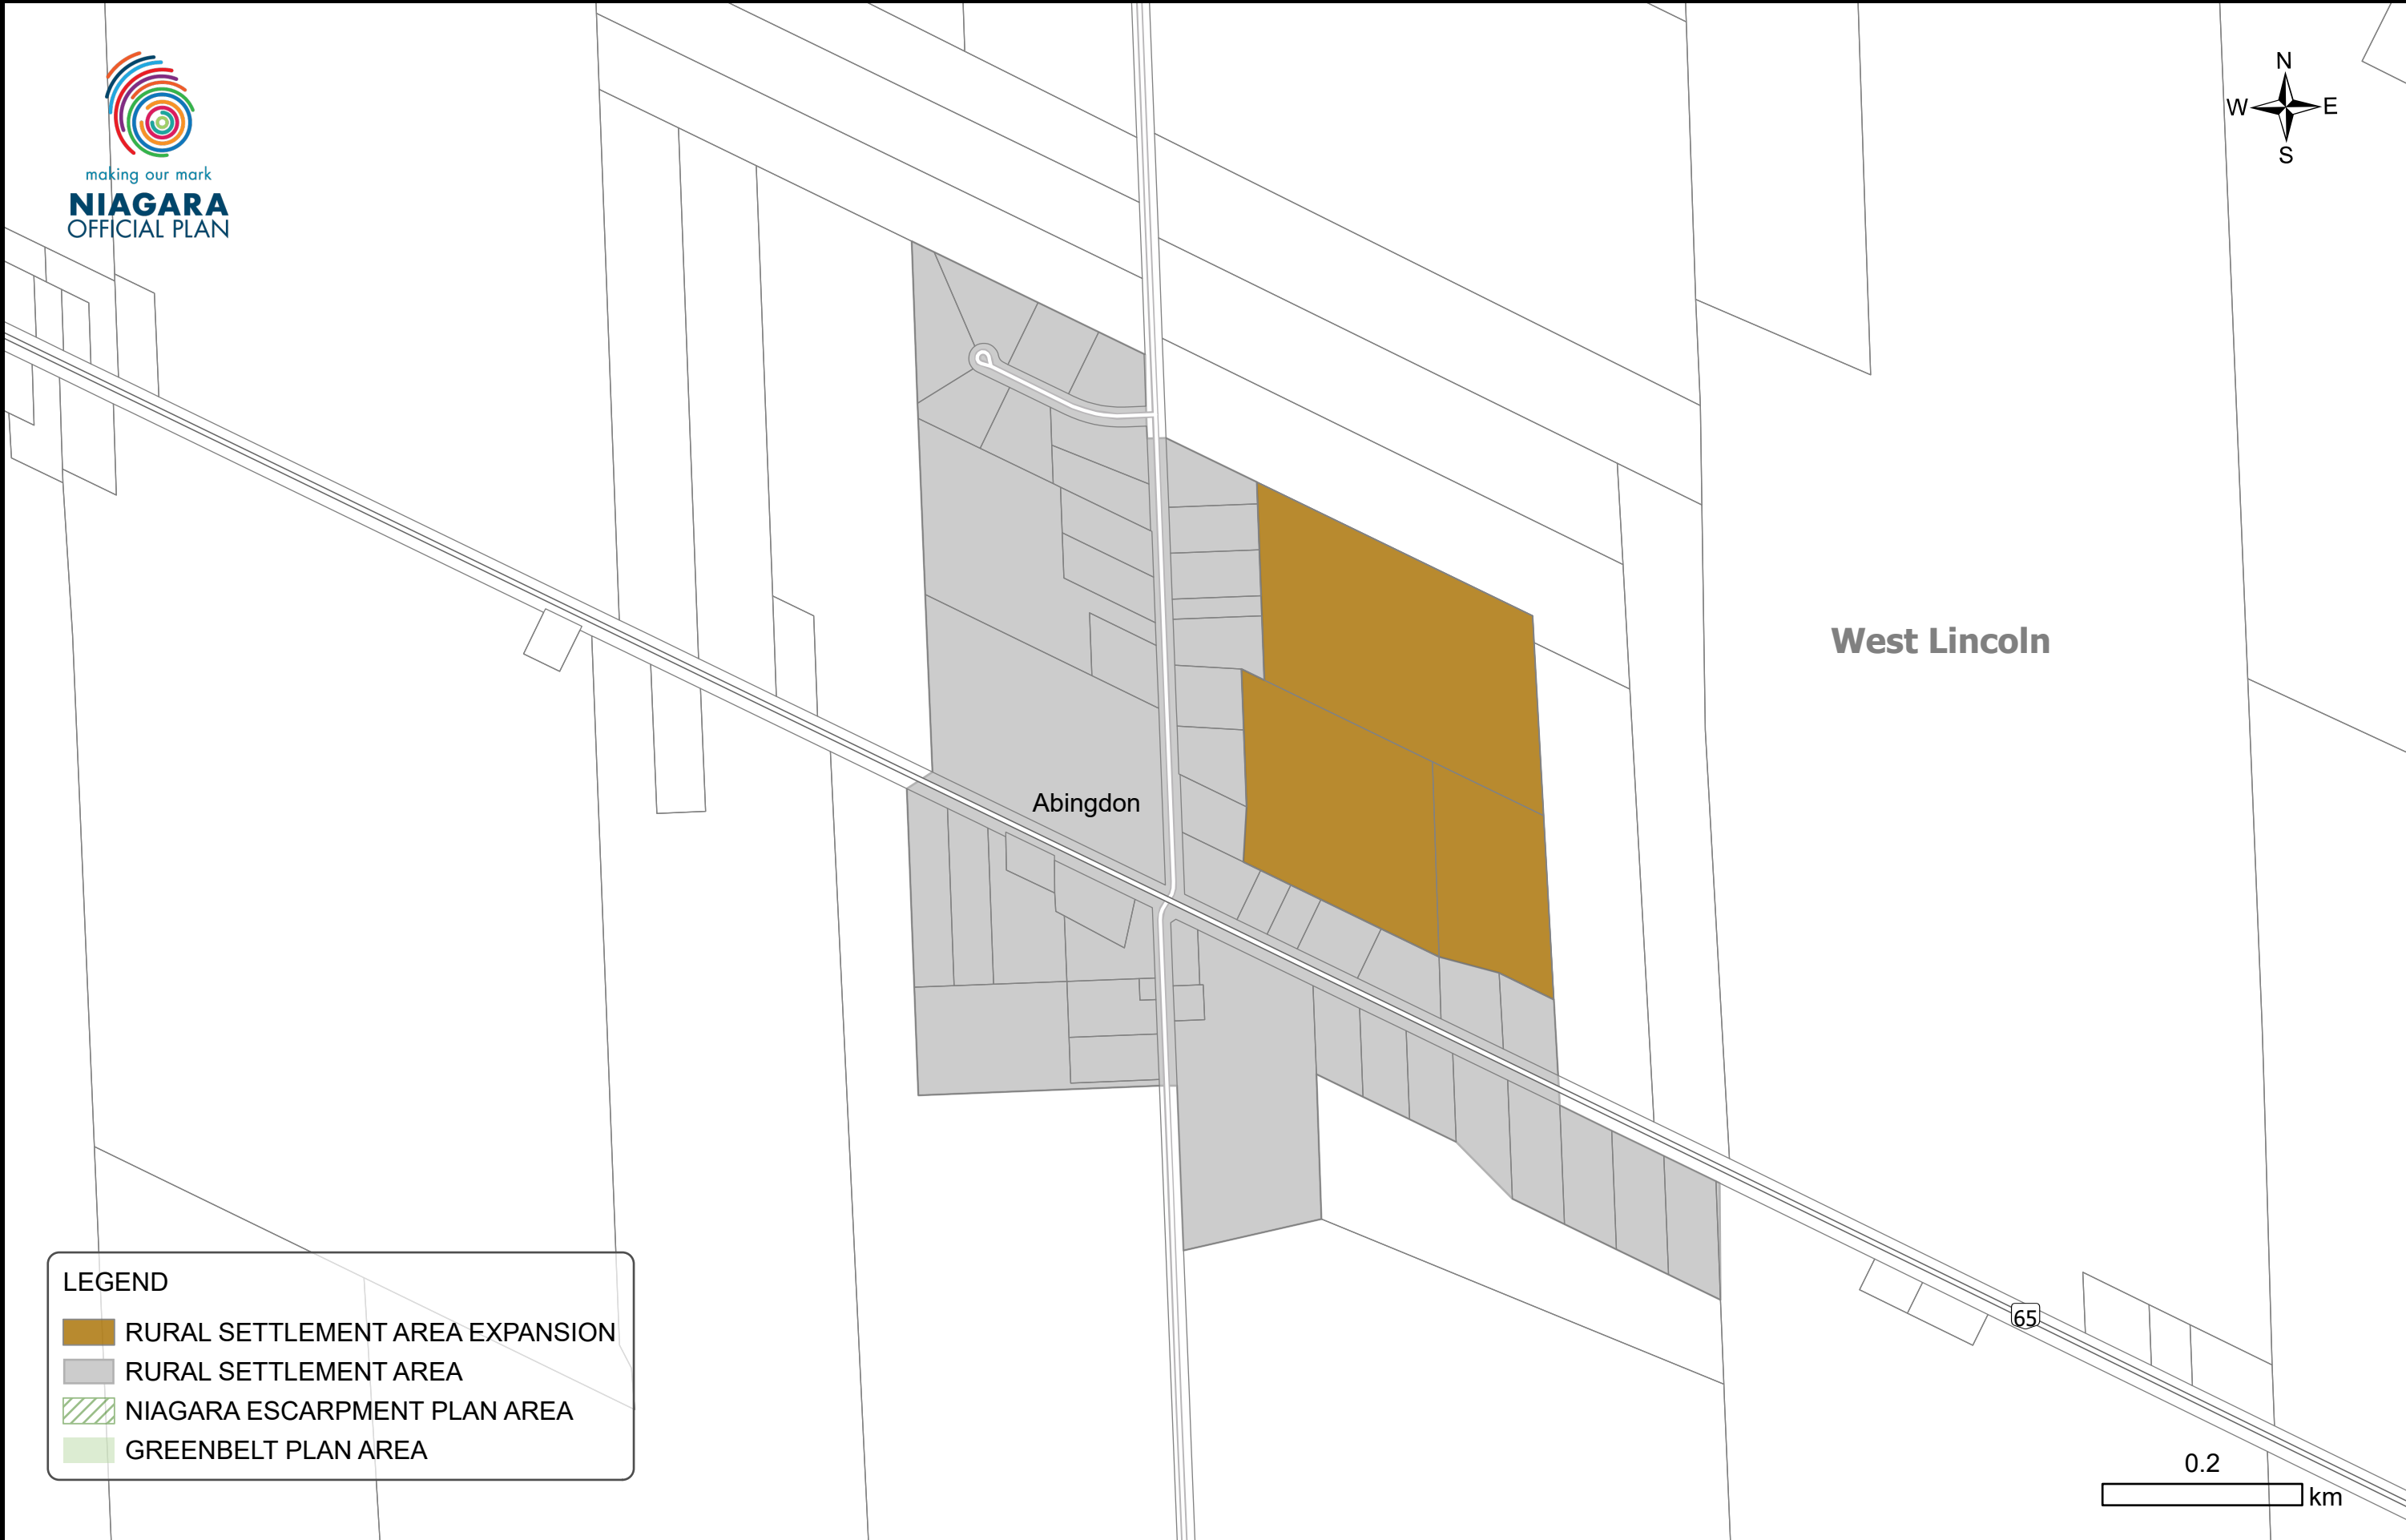 making our mark
NIAGARA
OFFICIAL PLAN
N
W E
S
West Lincoln
Abingdon
65
LEGEND
RURAL SETTLEMENT AREA EXPANSION
RURAL SETTLEMENT AREA
NIAGARA ESCARPMENT PLAN AREA
GREENBELT PLAN AREA
0.2
km